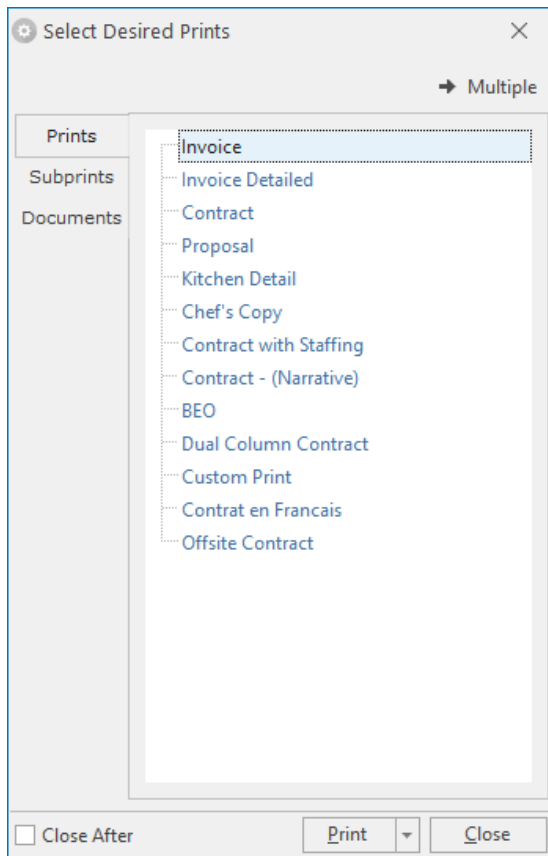 Select Desired Prints
Multiple
Prints
Subprints
Documents
Invoice
Invoice Detailed
Contract
Proposal
Kitchen Detail
Chef's Copy
Contract with Staffing
Contract - (Narrative)
BEO
Dual Column Contract
Custom Print
Contrat en Francais
Offsite Contract
Close After
Print
Close